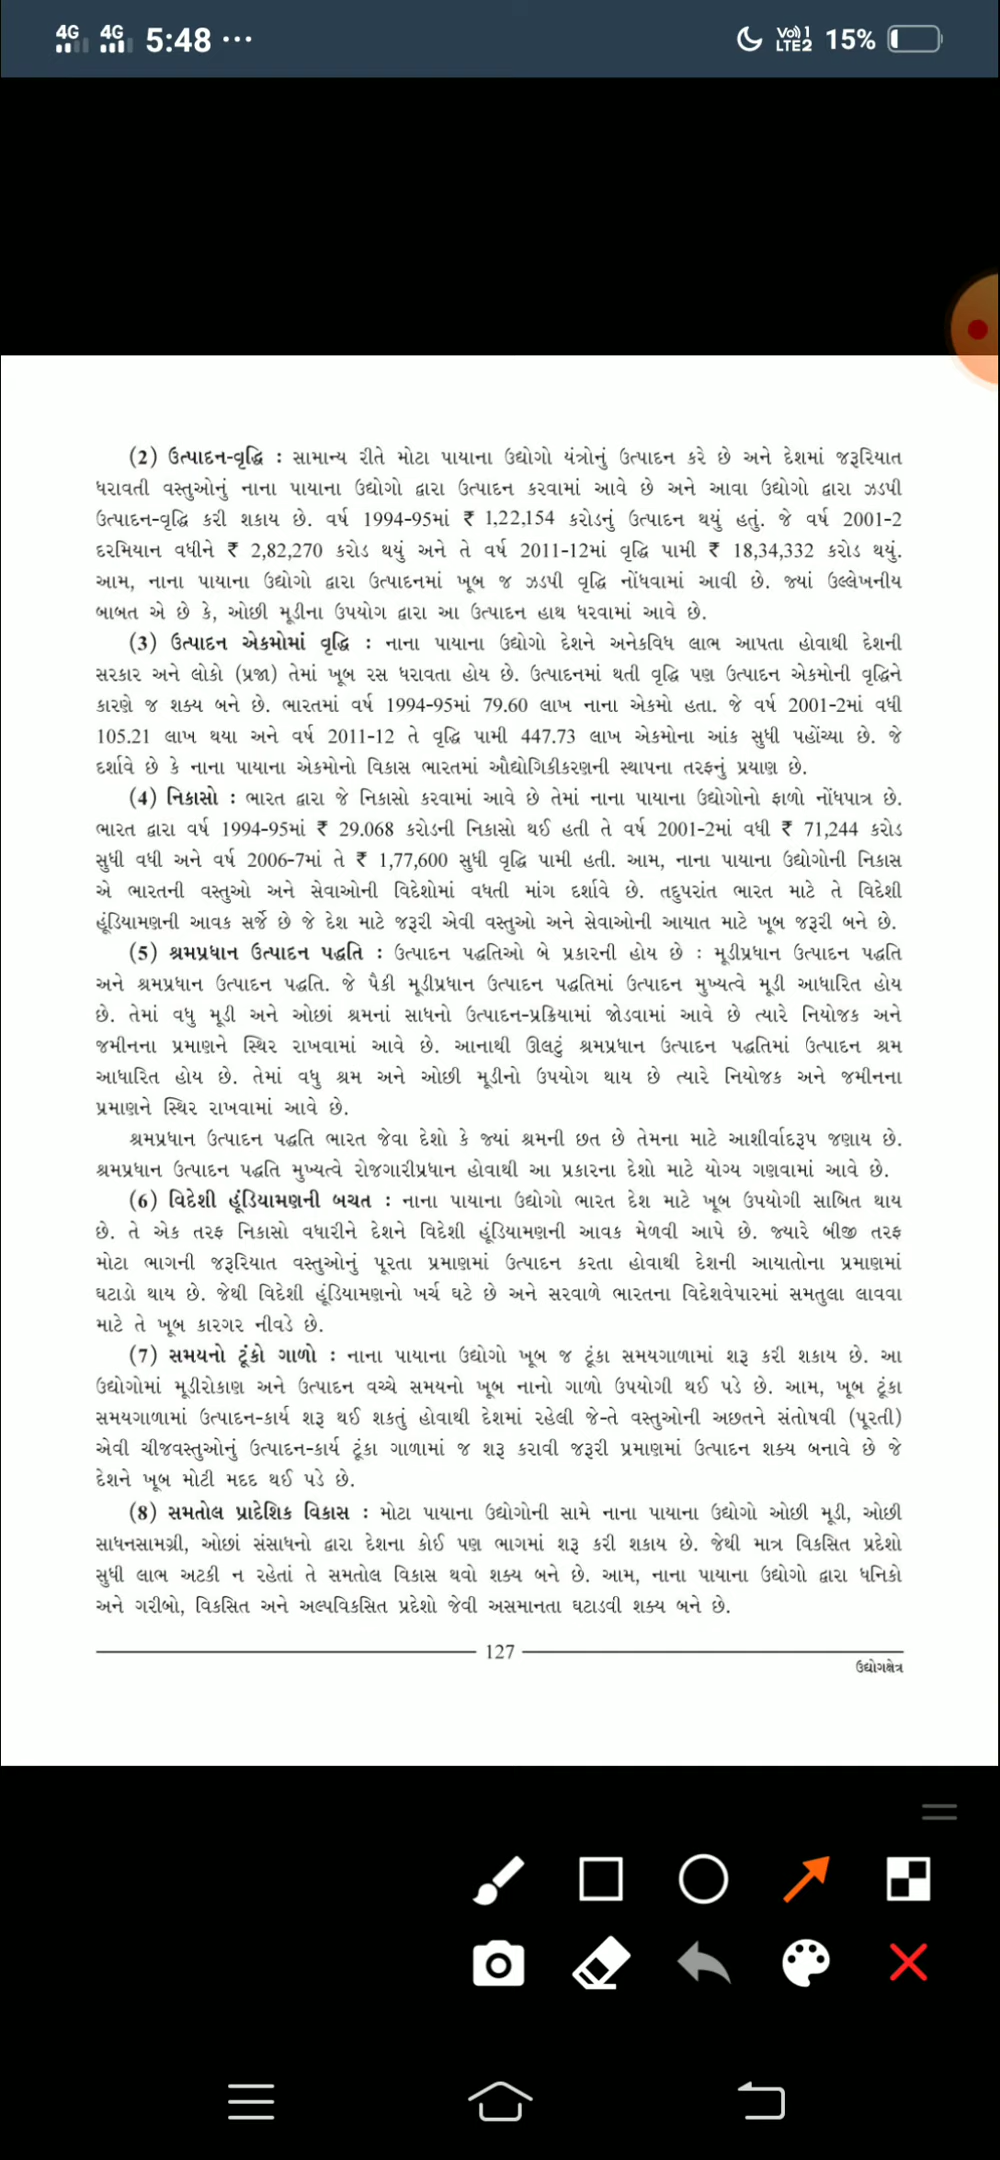 4G 4G 5:48 ... Vo)) 1 LTE2 15%
(2) ઉત્પાદન-વૃદ્ધિ : સામાન્ય રીતે મોટા પાયાના ઉદ્યોગો યંત્રોનું ઉત્પાદન કરે છે અને દેશમાં જરૂરિયાત
ધરાવતી વસ્તુઓનું નાના પાયાના ઉદ્યોગો દ્વારા ઉત્પાદન કરવામાં આવે છે અને આવા ઉદ્યોગો દ્વારા ઝડપી
ઉત્પાદન-વૃદ્ધિ કરી શકાય છે. વર્ષ 1994-95માં ₹ 1,22,154 કરોડનું ઉત્પાદન થયું હતું. જે વર્ષ 2001-2
દરમિયાન વધીને ₹ 2,82,270 કરોડ થયું અને તે વર્ષ 2011-12માં વૃદ્ધિ પામી ₹ 18,34,332 કરોડ થયું.
આમ, નાના પાયાના ઉદ્યોગો દ્વારા ઉત્પાદનમાં ખૂબ જ ઝડપી વૃદ્ધિ નોંધવામાં આવી છે. જ્યાં ઉલ્લેખનીય
બાબત એ છે કે, ઓછી મૂડીના ઉપયોગ દ્વારા આ ઉત્પાદન હાથ ધરવામાં આવે છે.
(3) ઉત્પાદન એકમોમાં વૃદ્ધિ : નાના પાયાના ઉદ્યોગો દેશને અનેકવિધ લાભ આપતા હોવાથી દેશની
સરકાર અને લોકો (પ્રજા) તેમાં ખૂબ રસ ધરાવતા હોય છે. ઉત્પાદનમાં થતી વૃદ્ધિ પણ ઉત્પાદન એકમોની વૃદ્ધિને
કારણે જ શક્ય બને છે. ભારતમાં વર્ષ 1994-95માં 79.60 લાખ નાના એકમો હતા. જે વર્ષ 2001-2માં વધી
105.21 લાખ થયા અને વર્ષ 2011-12 તે વૃદ્ધિ પામી 447.73 લાખ એકમોના આંક સુધી પહોંચ્યા છે. જે
દર્શાવે છે કે નાના પાયાના એકમોનો વિકાસ ભારતમાં ઔદ્યોગિકીકરણની સ્થાપના તરફનું પ્રયાણ છે.
(4) નિકાસો : ભારત દ્વારા જે નિકાસો કરવામાં આવે છે તેમાં નાના પાયાના ઉદ્યોગોનો ફાળો નોંધપાત્ર છે.
ભારત દ્વારા વર્ષ 1994-95માં ₹ 29.068 કરોડની નિકાસો થઈ હતી તે વર્ષ 2001-2માં વધી ₹ 71,244 કરોડ
સુધી વધી અને વર્ષ 2006-7માં તે ₹ 1,77,600 સુધી વૃદ્ધિ પામી હતી. આમ, નાના પાયાના ઉદ્યોગોની નિકાસ
એ ભારતની વસ્તુઓ અને સેવાઓની વિદેશોમાં વધતી માંગ દર્શાવે છે. તદુપરાંત ભારત માટે તે વિદેશી
હૂંડિયામણની આવક સર્જે છે જે દેશ માટે જરૂરી એવી વસ્તુઓ અને સેવાઓની આયાત માટે ખૂબ જરૂરી બને છે.
(5) શ્રમપ્રધાન ઉત્પાદન પદ્ધતિ : ઉત્પાદન પદ્ધતિઓ બે પ્રકારની હોય છે : મૂડીપ્રધાન ઉત્પાદન પદ્ધતિ
અને શ્રમપ્રધાન ઉત્પાદન પદ્ધતિ. જે પૈકી મૂડીપ્રધાન ઉત્પાદન પદ્ધતિમાં ઉત્પાદન મુખ્યત્વે મૂડી આધારિત હોય
છે. તેમાં વધુ મૂડી અને ઓછાં શ્રમનાં સાધનો ઉત્પાદન-પ્રક્રિયામાં જોડવામાં આવે છે ત્યારે નિયોજક અને
જમીનના પ્રમાણને સ્થિર રાખવામાં આવે છે. આનાથી ઊલટું શ્રમપ્રધાન ઉત્પાદન પદ્ધતિમાં ઉત્પાદન શ્રમ
આધારિત હોય છે. તેમાં વધુ શ્રમ અને ઓછી મૂડીનો ઉપયોગ થાય છે ત્યારે નિયોજક અને જમીનના
પ્રમાણને સ્થિર રાખવામાં આવે છે.
શ્રમપ્રધાન ઉત્પાદન પદ્ધતિ ભારત જેવા દેશો કે જ્યાં શ્રમની છત છે તેમના માટે આશીર્વાદરૂપ જણાય છે.
શ્રમપ્રધાન ઉત્પાદન પદ્ધતિ મુખ્યત્વે રોજગારીપ્રધાન હોવાથી આ પ્રકારના દેશો માટે યોગ્ય ગણવામાં આવે છે.
(6) વિદેશી હૂંડિયામણની બચત : નાના પાયાના ઉદ્યોગો ભારત દેશ માટે ખૂબ ઉપયોગી સાબિત થાય
છે. તે એક તરફ નિકાસો વધારીને દેશને વિદેશી હૂંડિયામણની આવક મેળવી આપે છે. જ્યારે બીજી તરફ
મોટા ભાગની જરૂરિયાત વસ્તુઓનું પૂરતા પ્રમાણમાં ઉત્પાદન કરતા હોવાથી દેશની આયાતોના પ્રમાણમાં
ઘટાડો થાય છે. જેથી વિદેશી હૂંડિયામણનો ખર્ચ ઘટે છે અને સરવાળે ભારતના વિદેશવેપારમાં સમતુલા લાવવા
માટે તે ખૂબ કારગર નીવડે છે.
(7) સમયનો ટૂંકો ગાળો : નાના પાયાના ઉદ્યોગો ખૂબ જ ટૂંકા સમયગાળામાં શરૂ કરી શકાય છે. આ
ઉદ્યોગોમાં મૂડીરોકાણ અને ઉત્પાદન વચ્ચે સમયનો ખૂબ નાનો ગાળો ઉપયોગી થઈ પડે છે. આમ, ખૂબ ટૂંકા
સમયગાળામાં ઉત્પાદન-કાર્ય શરૂ થઈ શકતું હોવાથી દેશમાં રહેલી જે-તે વસ્તુઓની અછતને સંતોષવી (પૂરતી)
એવી ચીજવસ્તુઓનું ઉત્પાદન-કાર્ય ટૂંકા ગાળામાં જ શરૂ કરાવી જરૂરી પ્રમાણમાં ઉત્પાદન શક્ય બનાવે છે જે
દેશને ખૂબ મોટી મદદ થઈ પડે છે.
(8) સમતોલ પ્રાદેશિક વિકાસ : મોટા પાયાના ઉદ્યોગોની સામે નાના પાયાના ઉદ્યોગો ઓછી મૂડી, ઓછી
સાધનસામગ્રી, ઓછાં સંસાધનો દ્વારા દેશના કોઈ પણ ભાગમાં શરૂ કરી શકાય છે. જેથી માત્ર વિકસિત પ્રદેશો
સુધી લાભ અટકી ન રહેતાં તે સમતોલ વિકાસ થવો શક્ય બને છે. આમ, નાના પાયાના ઉદ્યોગો દ્વારા ધનિકો
અને ગરીબો, વિકસિત અને અલ્પવિકસિત પ્રદેશો જેવી અસમાનતા ઘટાડવી શક્ય બને છે.
127
ઉદ્યોગક્ષેત્ર